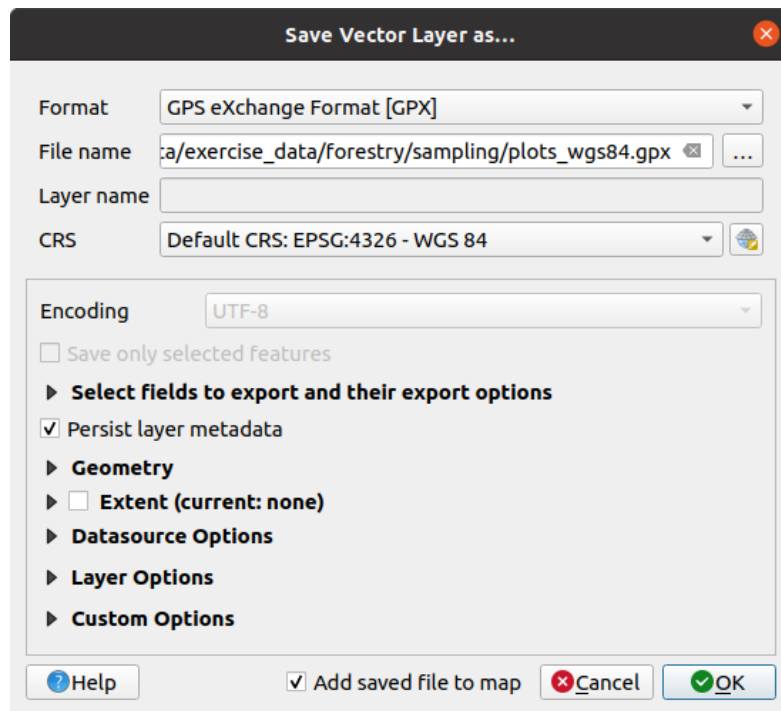 Save Vector Layer as...
Format GPS eXchange Format [GPX]
File name ta/exercise_data/forestry/sampling/plots_wgs84.gpx ...
Layer name
CRS Default CRS: EPSG:4326 - WGS 84
Encoding UTF-8
Save only selected features
Select fields to export and their export options
Persist layer metadata
Geometry
Extent (current: none)
Datasource Options
Layer Options
Custom Options
Help Add saved file to map Cancel OK